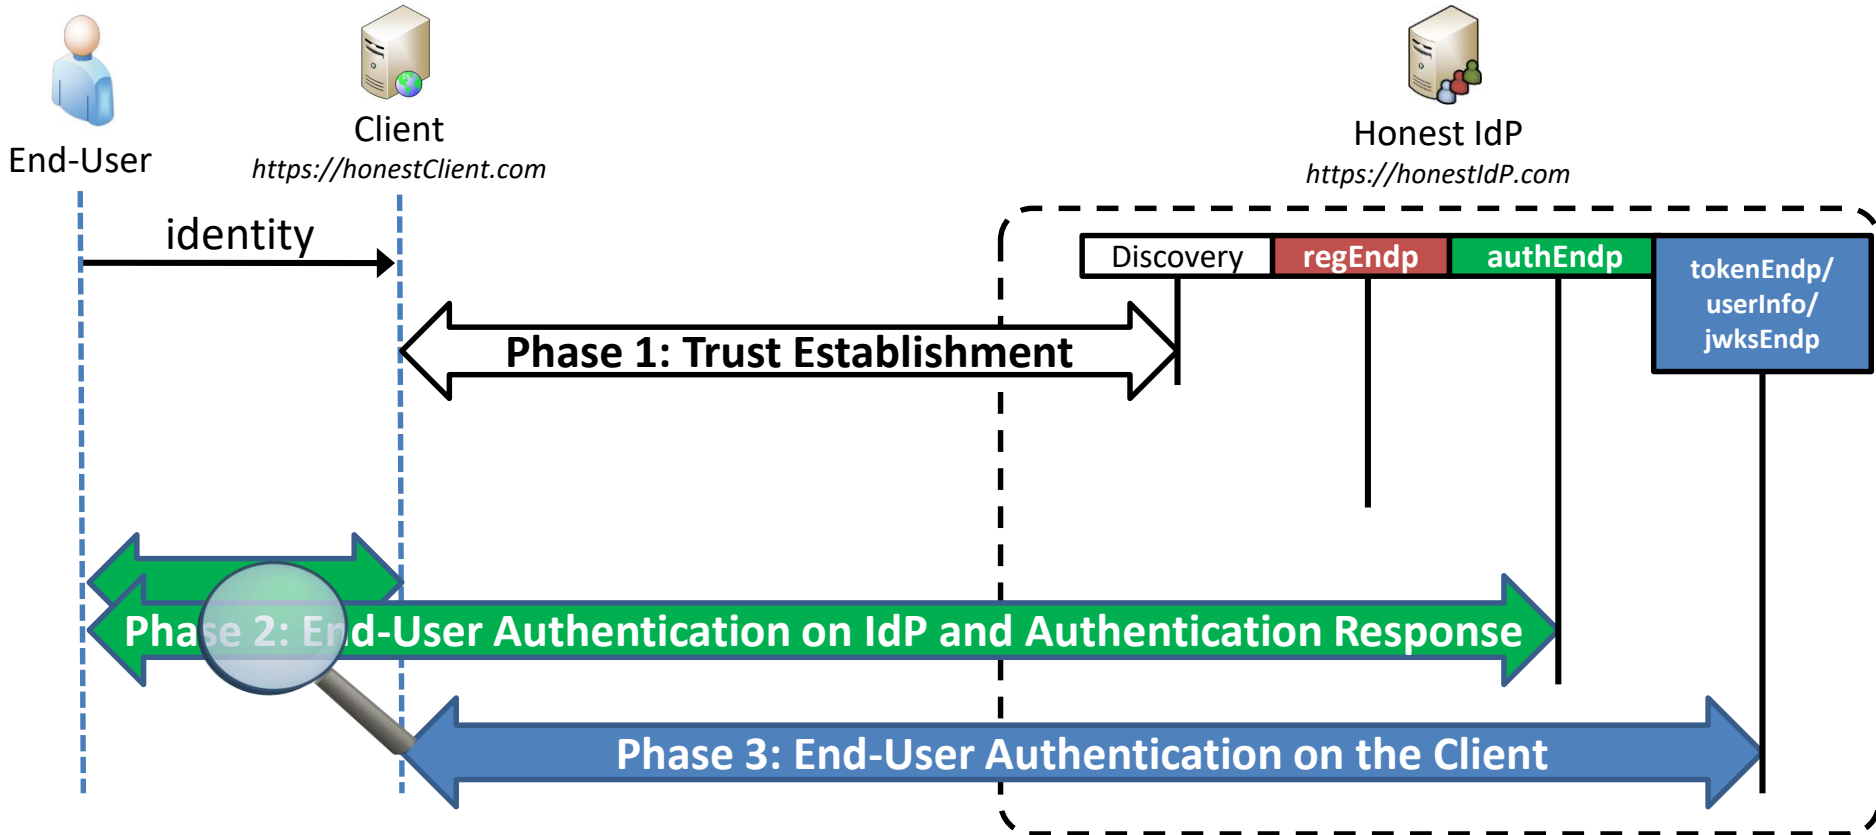 End-User
Client
https://honestClient.com
Honest IdP
https://honestIdP.com
identity
Discovery
regEndp
authEndp
tokenEndp/
userInfo/
jwksEndp
Phase 1: Trust Establishment
Phase 2: End-User Authentication on IdP and Authentication Response
Phase 3: End-User Authentication on the Client